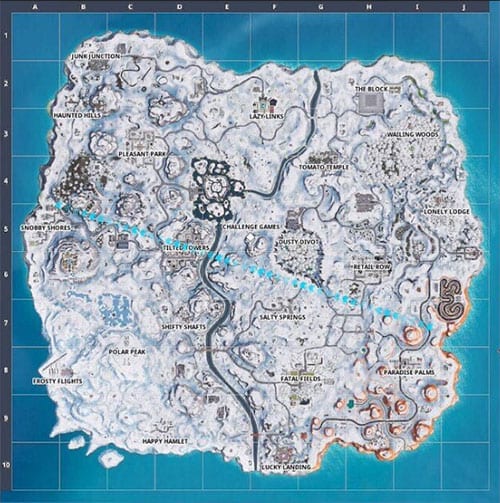 A B C D E F G H I J
1
JUNK JUNCTION
2
THE BLOCK
HAUNTED HILLS
LAZY LINKS
3
WAILING WOODS
PLEASANT PARK
TOMATO TEMPLE
4
LONELY LODGE
5
SNOBBY SHORES
CHALLENGE GAMES
TILTED TOWERS
DUSTY DIVOT
6
RETAIL ROW
7
SHIFTY SHAFTS
SALTY SPRINGS
POLAR PEAK
8
FROSTY FLIGHTS
FATAL FIELDS
PARADISE PALMS
9
HAPPY HAMLET
10
LUCKY LANDING